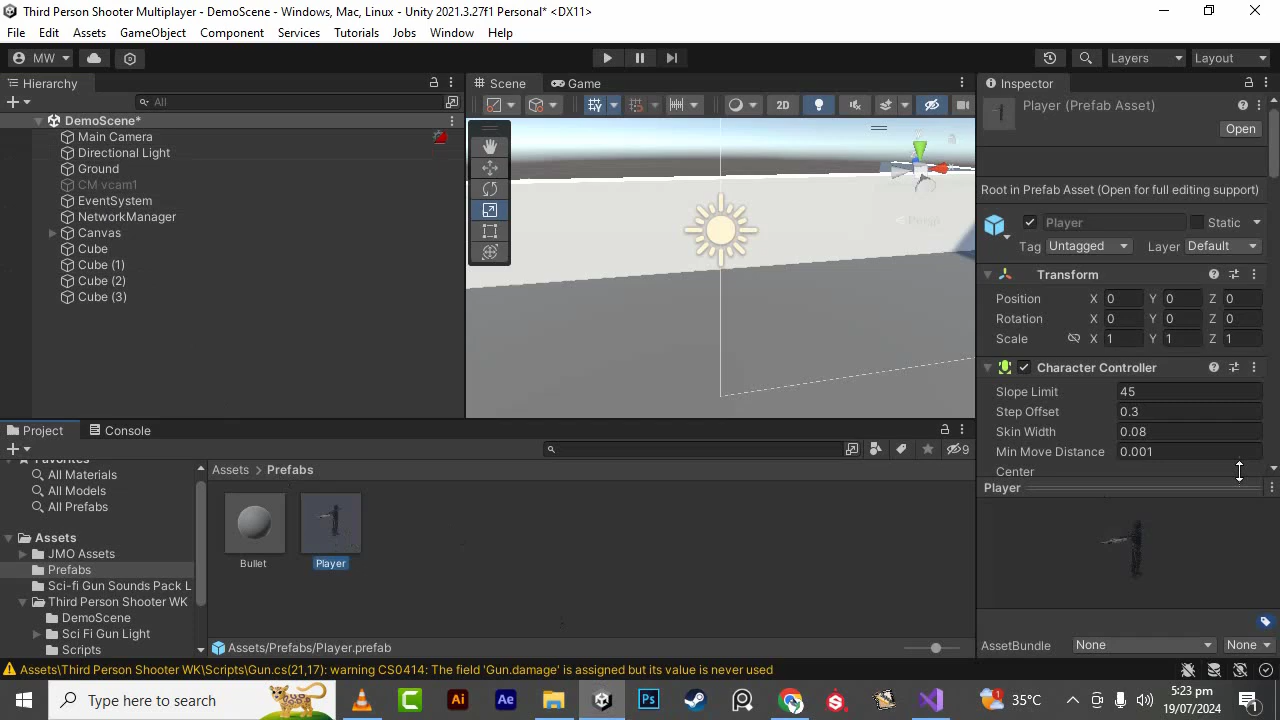 Third Person Shooter Multiplayer - DemoScene - Windows, Mac, Linux - Unity 2021.3.27f1 Personal* <DX11>
File Edit Assets GameObject Component Services Tutorials Jobs Window Help
MW Layers Layout
Hierarchy
All
DemoScene*
Main Camera
Directional Light
Ground
CM vcam1
EventSystem
NetworkManager
Canvas
Cube
Cube (1)
Cube (2)
Cube (3)
Scene Game
2D
Persp
Inspector
Player (Prefab Asset)
Open
Root in Prefab Asset (Open for full editing support)
Player Static
Tag Untagged Layer Default
Transform
Position X 0 Y 0 Z 0
Rotation X 0 Y 0 Z 0
Scale X 1 Y 1 Z 1
Character Controller
Slope Limit 45
Step Offset 0.3
Skin Width 0.08
Min Move Distance 0.001
Center
Player
AssetBundle None None
Project Console
9
Favorites
All Materials
All Models
All Prefabs
Assets
JMO Assets
Prefabs
Sci-fi Gun Sounds Pack L
Third Person Shooter WK
DemoScene
Sci Fi Gun Light
Scripts
Assets > Prefabs
Bullet Player
Assets/Prefabs/Player.prefab
Assets\Third Person Shooter WK\Scripts\Gun.cs(21,17): warning CS0414: The field 'Gun.damage' is assigned but its value is never used
Type here to search
Ai Ae Ps
1 35°C
5:23 pm
19/07/2024
1